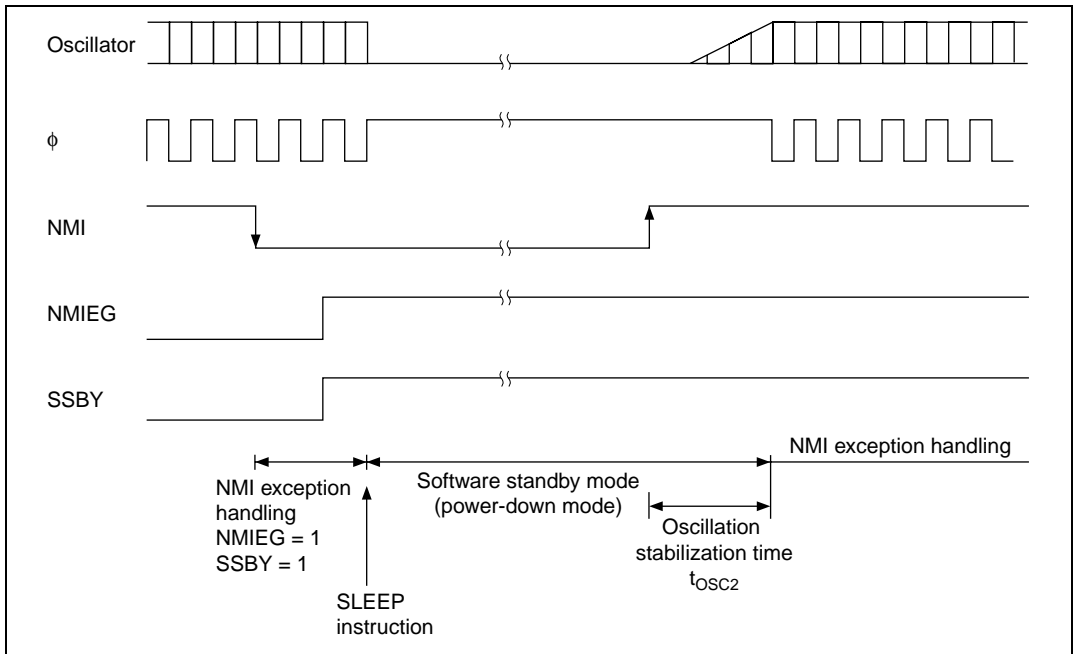 Oscillator
ϕ
NMI
NMIEG
SSBY
NMI exception handling
NMI exception
handling
NMIEG = 1
SSBY = 1
Software standby mode
(power-down mode)
Oscillation
stabilization time
tOSC2
SLEEP
instruction